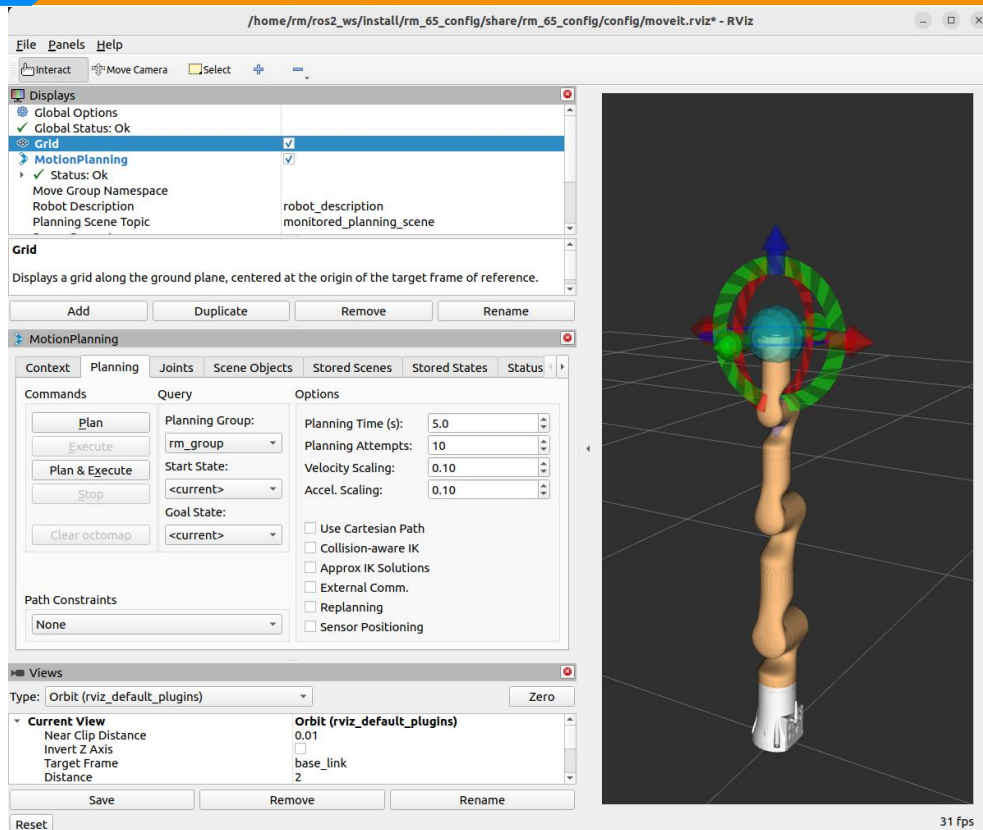 /home/rm/ros2_ws/install/rm_65_config/share/rm_65_config/config/moveit.rviz* - RViz
File Panels Help
Interact Move Camera Select
Displays
Global Options
Global Status: Ok
Grid
MotionPlanning
Status: Ok
Move Group Namespace
Robot Description robot_description
Planning Scene Topic monitored_planning_scene
Grid
Displays a grid along the ground plane, centered at the origin of the target frame of reference.
Add Duplicate Remove Rename
MotionPlanning
Context Planning Joints Scene Objects Stored Scenes Stored States Status
Commands Query Options
Plan Planning Group: Planning Time (s): 5.0
Execute rm_group Planning Attempts: 10
Plan & Execute Start State: Velocity Scaling: 0.10
Stop <current> Accel. Scaling: 0.10
Goal State:
Clear octomap <current> Use Cartesian Path
Collision-aware IK
Approx IK Solutions
External Comm.
Path Constraints Replanning
None Sensor Positioning
Views
Type: Orbit (rviz_default_plugins) Zero
Current View Orbit (rviz_default_plugins)
Near Clip Distance 0.01
Invert Z Axis
Target Frame base_link
Distance 2
Save Remove Rename
Reset 31 fps